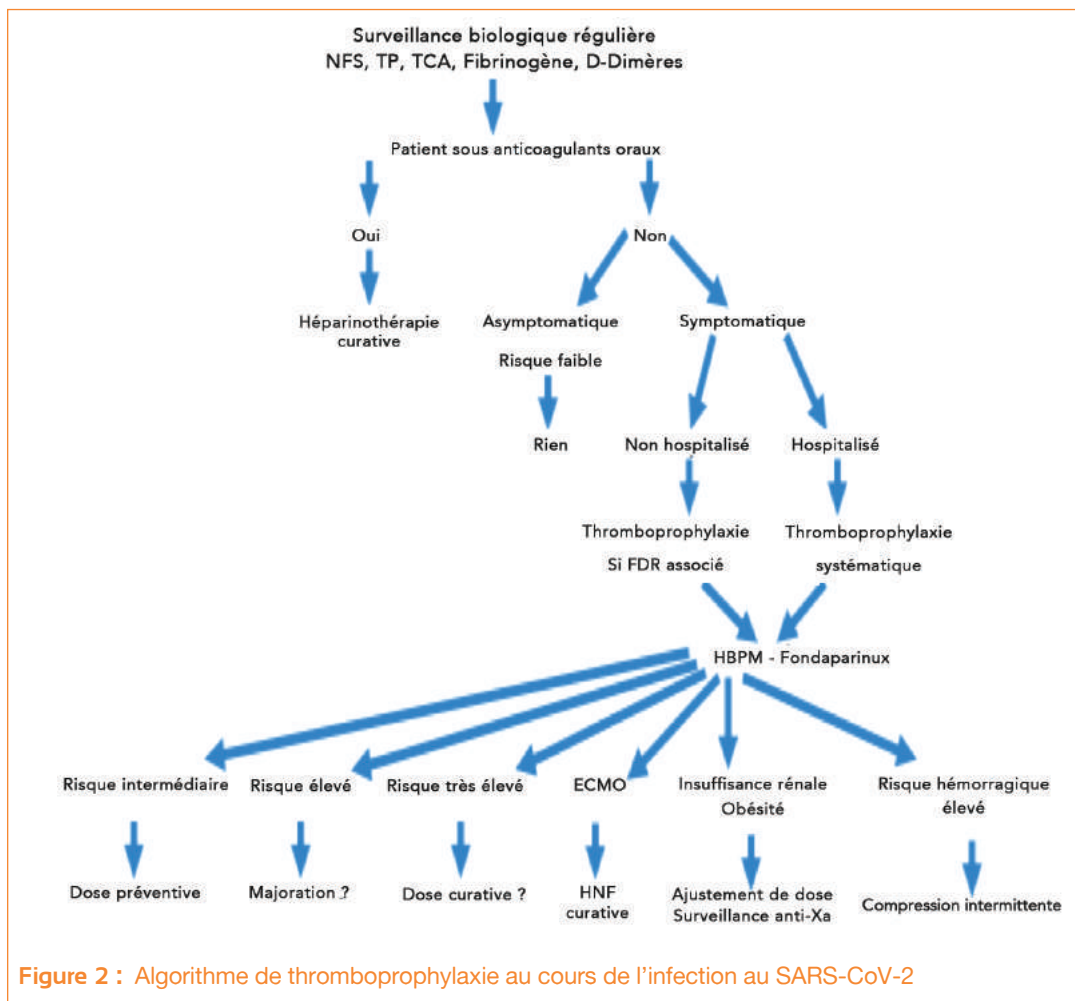 Surveillance biologique régulière
NFS, TP, TCA, Fibrinogène, D-Dimères
Patient sous anticoagulants oraux
Oui
Non
Héparinothérapie
curative
Asymptomatique
Risque faible
Symptomatique
Rien
Non hospitalisé
Hospitalisé
Thromboprophylaxie
Si FDR associé
Thromboprophylaxie
systématique
HBPM - Fondaparinux
Risque intermédiaire
Risque élevé
Risque très élevé
ECMO
Insuffisance rénale
Obésité
Risque hémorragique
élevé
Dose préventive
Majoration ?
Dose curative ?
HNF
curative
Ajustement de dose
Surveillance anti-Xa
Compression intermittente
Figure 2 : Algorithme de thromboprophylaxie au cours de l'infection au SARS-CoV-2